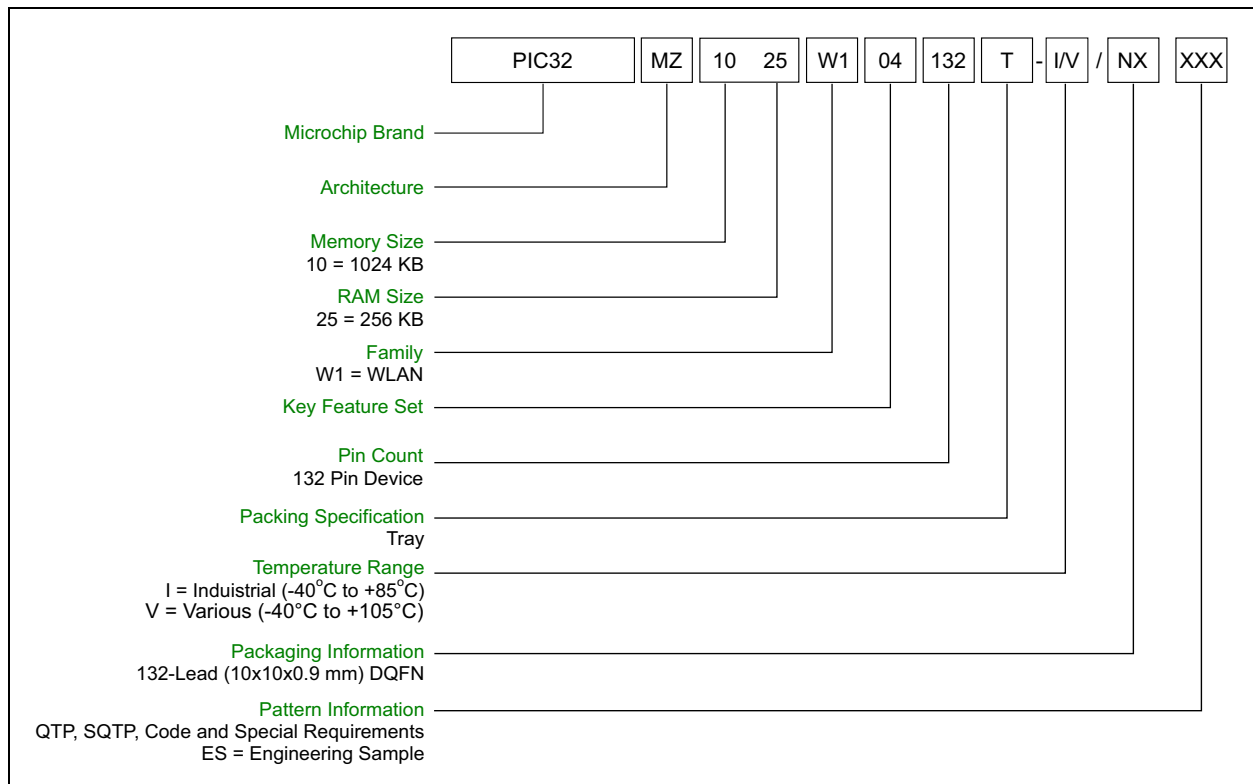 PIC32 MZ 10 25 W1 04 132 T - I/V / NX XXX
Microchip Brand
Architecture
Memory Size
10 = 1024 KB
RAM Size
25 = 256 KB
Family
W1 = WLAN
Key Feature Set
Pin Count
132 Pin Device
Packing Specification
Tray
Temperature Range
I = Induistrial (-40°C to +85°C)
V = Various (-40°C to +105°C)
Packaging Information
132-Lead (10x10x0.9 mm) DQFN
Pattern Information
QTP, SQTP, Code and Special Requirements
ES = Engineering Sample